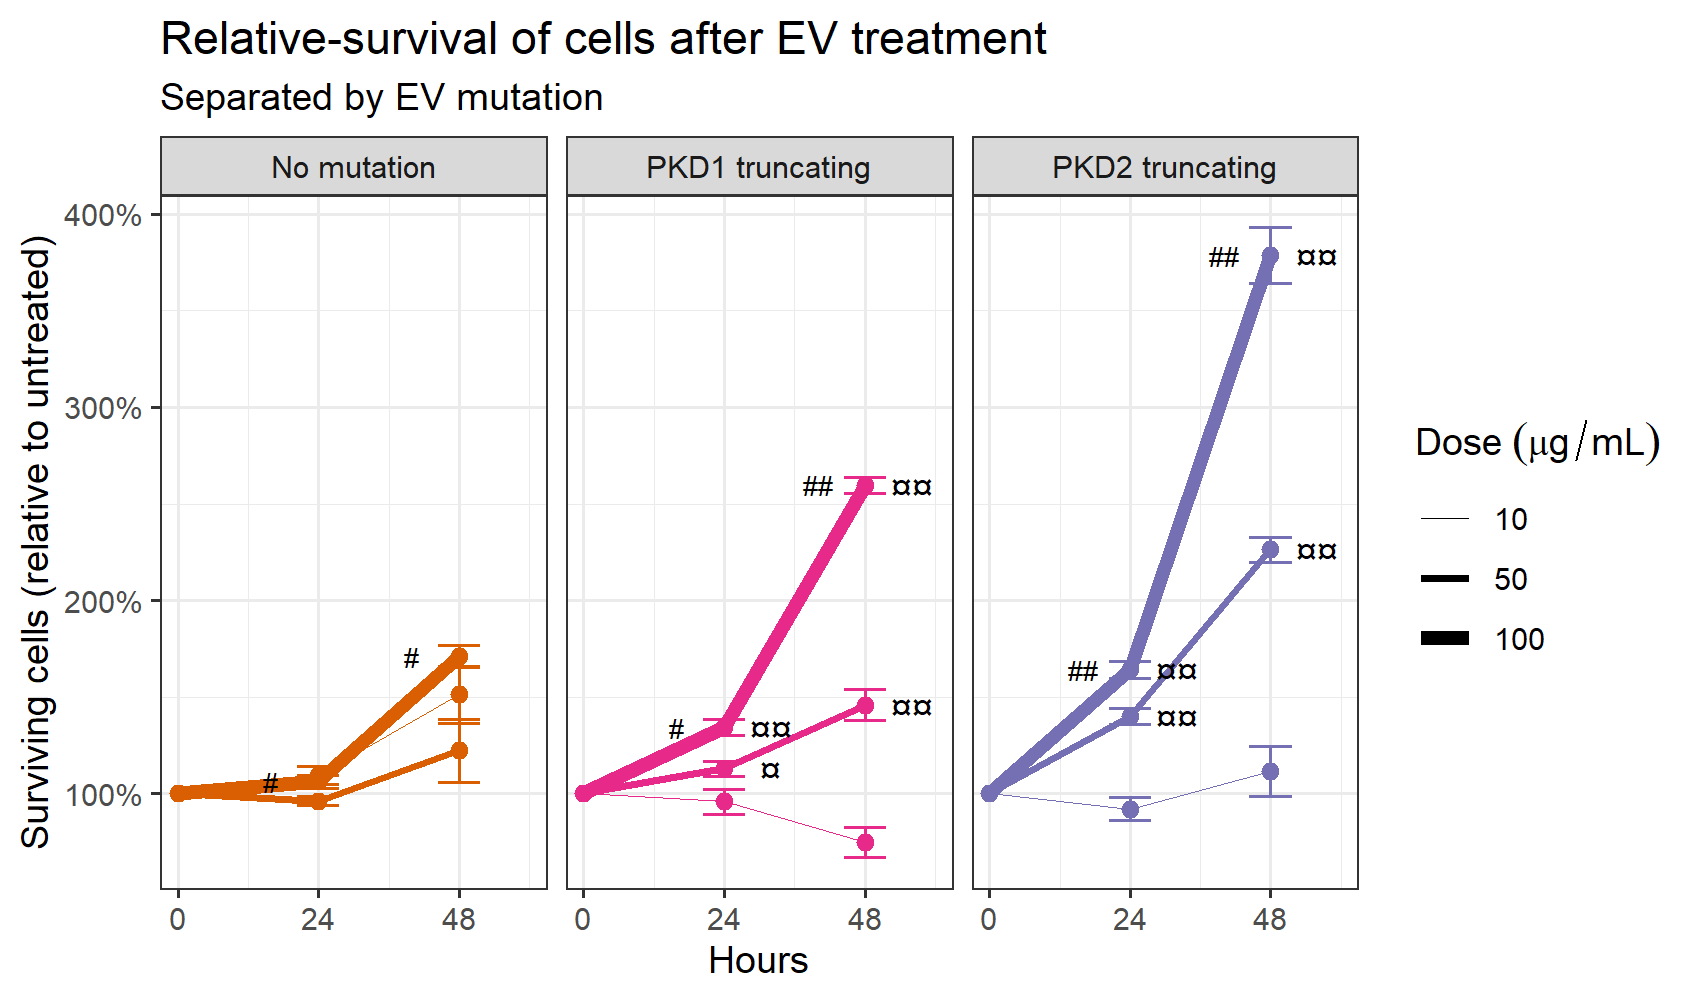 Relative-survival of cells after EV treatment
Separated by EV mutation
No mutation
PKD1 truncating
PKD2 truncating
Surviving cells (relative to untreated)
400%
300%
200%
100%
#
#
##
¤¤
¤¤
#
¤¤
¤
##
¤¤
¤¤
##
¤¤
¤¤
0 24 48
0 24 48
0 24 48
Hours
Dose (μg/mL)
10
50
100